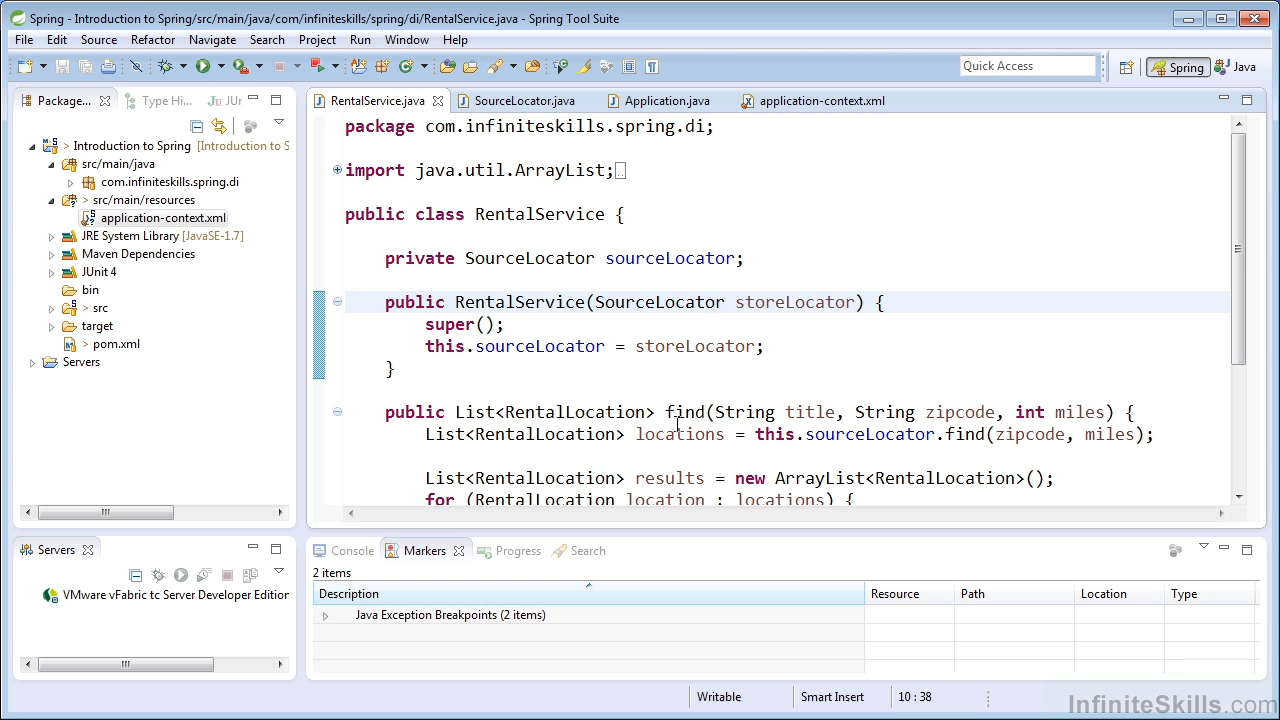 Spring - Introduction to Spring/src/main/java/com/infiniteskills/spring/di/RentalService.java - Spring Tool Suite
File Edit Source Refactor Navigate Search Project Run Window Help
Quick Access
Spring
Java
Package...
Type Hi...
JUr
Introduction to Spring [Introduction to S
src/main/java
com.infiniteskills.spring.di
> src/main/resources
application-context.xml
JRE System Library [JavaSE-1.7]
Maven Dependencies
JUnit 4
bin
> src
target
> pom.xml
Servers
RentalService.java
SourceLocator.java
Application.java
application-context.xml
package com.infiniteskills.spring.di;
import java.util.ArrayList;
public class RentalService {
private SourceLocator sourceLocator;
public RentalService(SourceLocator storeLocator) {
super();
this.sourceLocator = storeLocator;
}
public List<RentalLocation> find(String title, String zipcode, int miles) {
List<RentalLocation> locations = this.sourceLocator.find(zipcode, miles);
List<RentalLocation> results = new ArrayList<RentalLocation>();
for (RentalLocation location : locations) {
Servers
VMware vFabric tc Server Developer Edition
Console
Markers
Progress
Search
2 items
Description Resource Path Location Type
Java Exception Breakpoints (2 items)
Writable
Smart Insert
10 : 38
InfiniteSkills.com